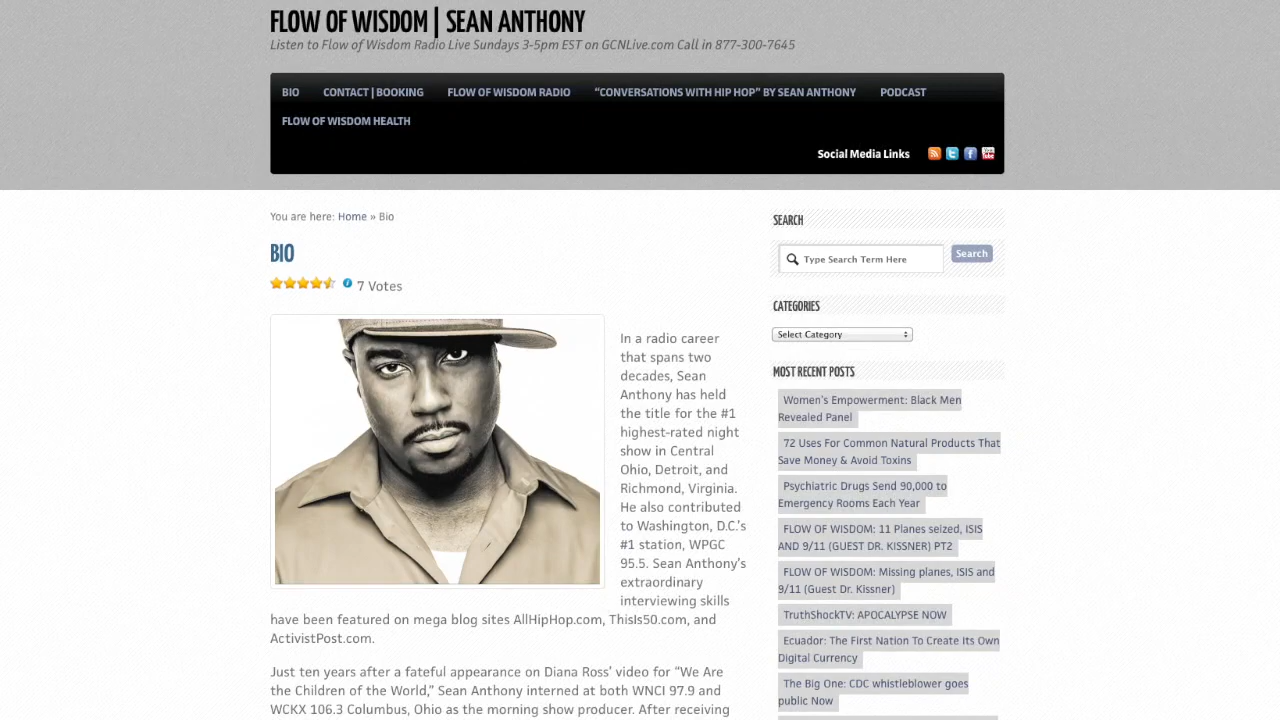 FLOW OF WISDOM | SEAN ANTHONY
Listen to Flow of Wisdom Radio Live Sundays 3-5pm EST on GCNLive.com Call in 877-300-7645
BIO CONTACT | BOOKING FLOW OF WISDOM RADIO “CONVERSATIONS WITH HIP HOP” BY SEAN ANTHONY PODCAST
FLOW OF WISDOM HEALTH
Social Media Links
You are here: Home » Bio
BIO
7 Votes
In a radio career
that spans two
decades, Sean
Anthony has held
the title for the #1
highest-rated night
show in Central
Ohio, Detroit, and
Richmond, Virginia.
He also contributed
to Washington, D.C.’s
#1 station, WPGC
95.5. Sean Anthony’s
extraordinary
interviewing skills
have been featured on mega blog sites AllHipHop.com, ThisIs50.com, and
ActivistPost.com.
Just ten years after a fateful appearance on Diana Ross’ video for “We Are
the Children of the World,” Sean Anthony interned at both WNCI 97.9 and
WCKX 106.3 Columbus, Ohio as the morning show producer. After receiving
SEARCH
Type Search Term Here Search
CATEGORIES
Select Category
MOST RECENT POSTS
Women’s Empowerment: Black Men
Revealed Panel
72 Uses For Common Natural Products That
Save Money & Avoid Toxins
Psychiatric Drugs Send 90,000 to
Emergency Rooms Each Year
FLOW OF WISDOM: 11 Planes seized, ISIS
AND 9/11 (GUEST DR. KISSNER) PT2
FLOW OF WISDOM: Missing planes, ISIS and
9/11 (Guest Dr. Kissner)
TruthShockTV: APOCALYPSE NOW
Ecuador: The First Nation To Create Its Own
Digital Currency
The Big One: CDC whistleblower goes
public Now